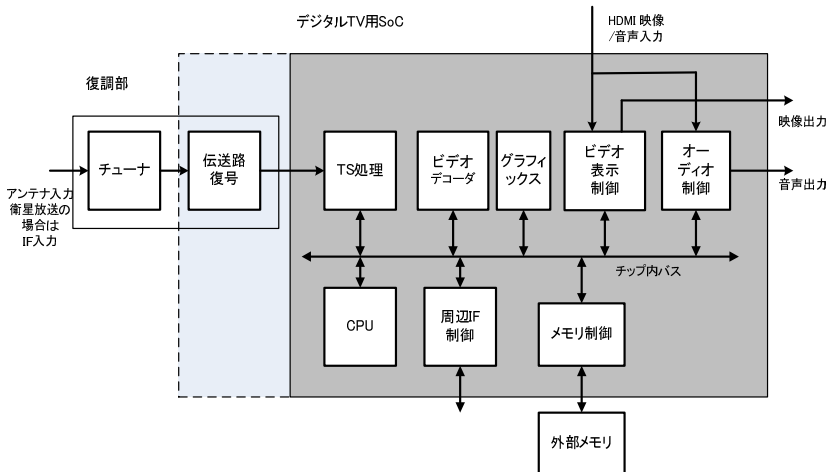 デジタルTV用SoC
HDMI 映像
/音声入力
復調部
映像出力
チューナ
伝送路
復号
TS処理
ビデオ
デコーダ
グラフィ
ックス
ビデオ
表示
制御
オー
ディオ
制御
音声出力
アンテナ入力
衛星放送の
場合は
IF入力
チップ内バス
CPU
周辺IF
制御
メモリ制御
外部メモリ